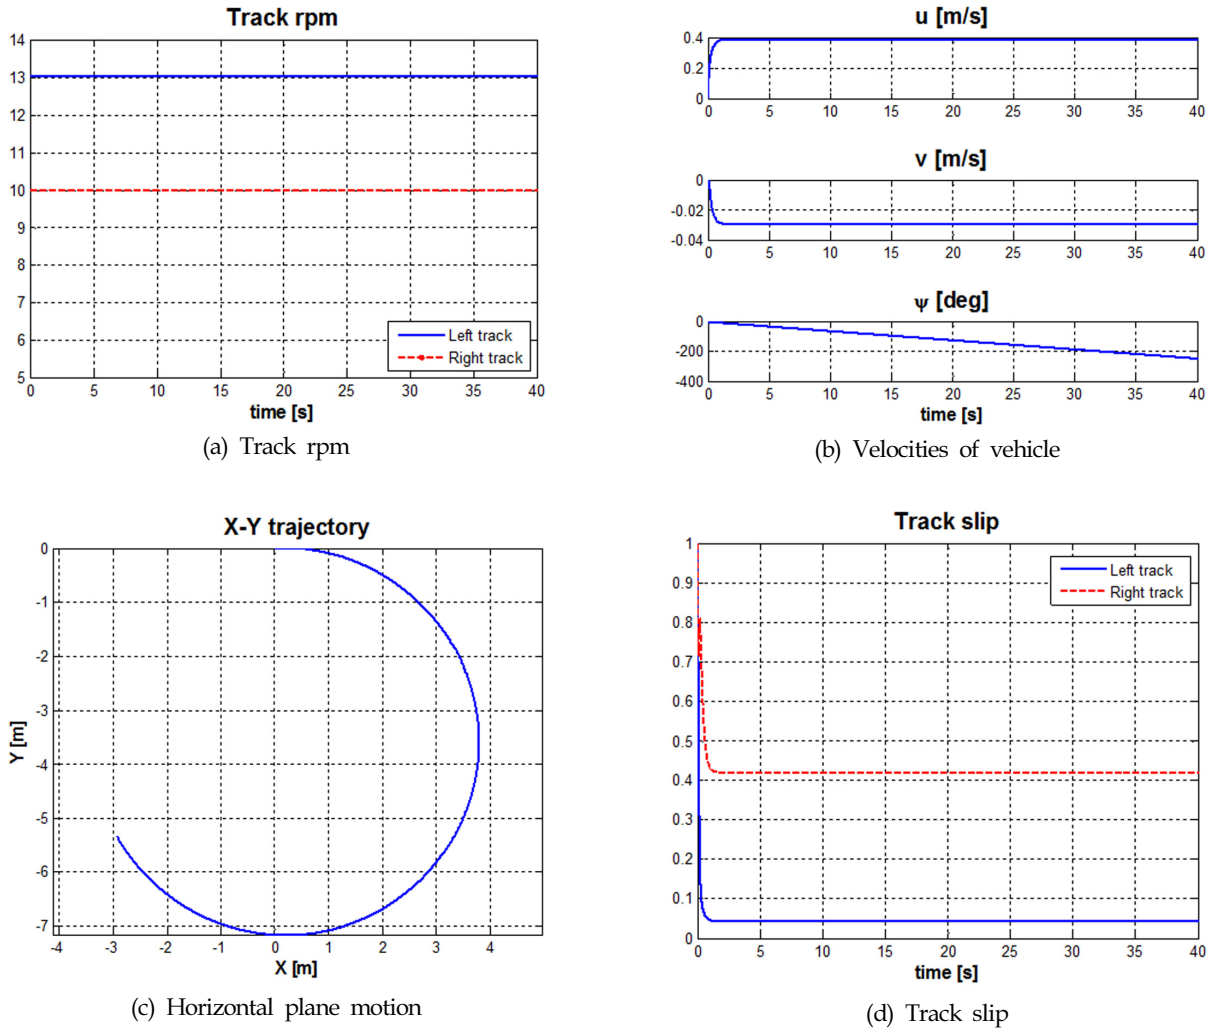 Track rpm
14
13
12
11
10
9
8
7
6
5
0 5 10 15 20 25 30 35 40
time [s]
Left track
Right track
(a) Track rpm
u [m/s]
0.4
0.2
0
0 5 10 15 20 25 30 35 40
v [m/s]
0
-0.02
-0.04
0 5 10 15 20 25 30 35 40
ψ [deg]
0
-200
-400
0 5 10 15 20 25 30 35 40
time [s]
(b) Velocities of vehicle
X-Y trajectory
0
-1
-2
-3
-4
-5
-6
-7
Y [m]
-4 -3 -2 -1 0 1 2 3 4
X [m]
(c) Horizontal plane motion
Track slip
1
0.9
0.8
0.7
0.6
0.5
0.4
0.3
0.2
0.1
0
0 5 10 15 20 25 30 35 40
time [s]
Left track
Right track
(d) Track slip